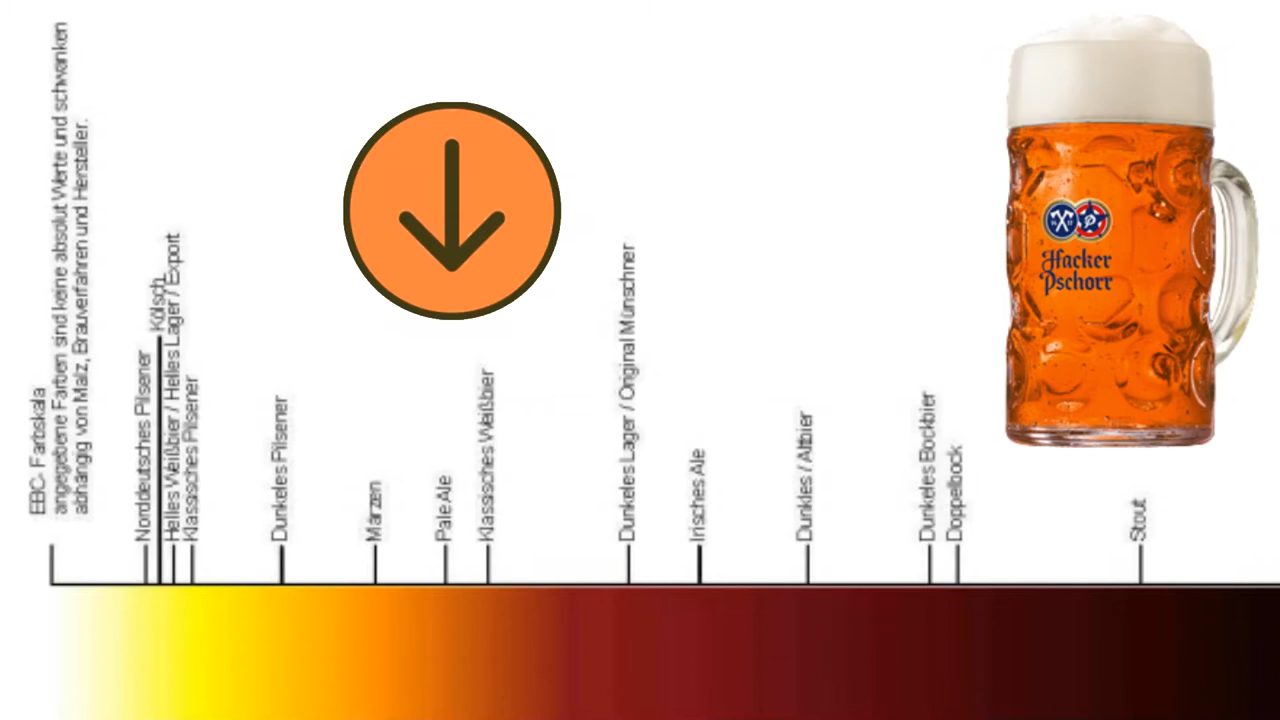 EBC- Farbskala
angegebene Farben sind keine absolut Werte und schwanken
abhängig von Malz, Brauverfahren und Hersteller.
Norddeutsches Pilsener
Kölsch
Helles Weißbier / Helles Lager / Export
Klassisches Pilsener
Dunkeles Pilsener
Märzen
Pale Ale
Klassisches Weißbier
Dunkeles Lager / Original Münschner
Irisches Ale
Dunkles / Altbier
Dunkeles Bockbier
Doppelbock
Stout
Hacker
Pschorr